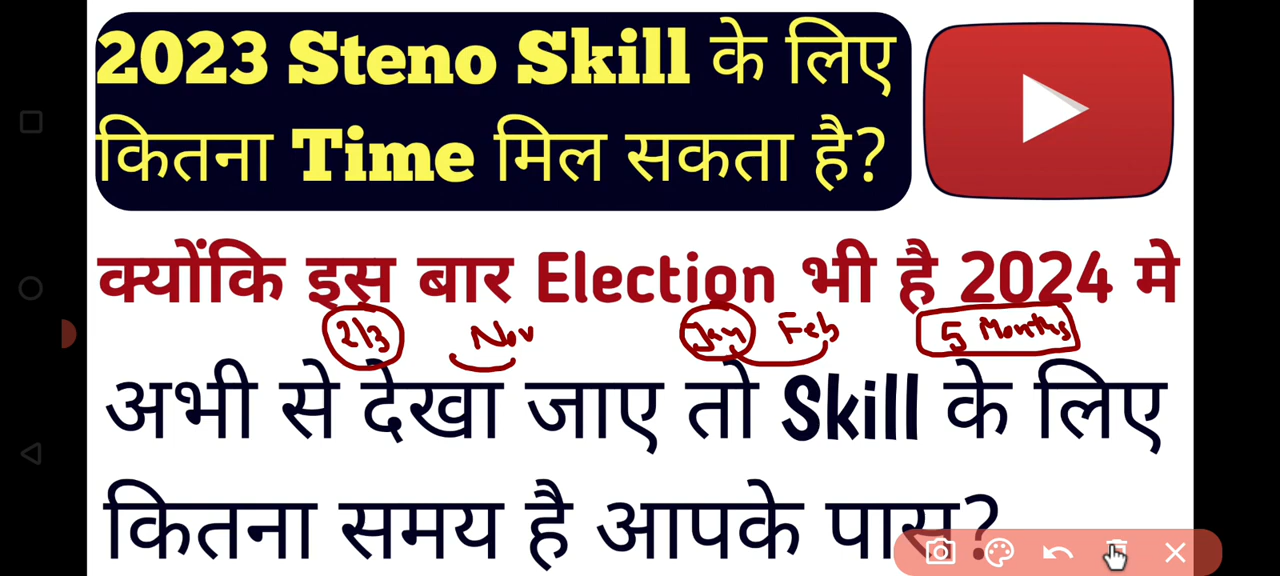 2023 Steno Skill के लिए
कितना Time मिल सकता है?
क्योंकि इस बार Election भी है 2024 मे
2/3 Nov Jan Feb 5 Months
अभी से देखा जाए तो Skill के लिए
कितना समय है आपके पास?